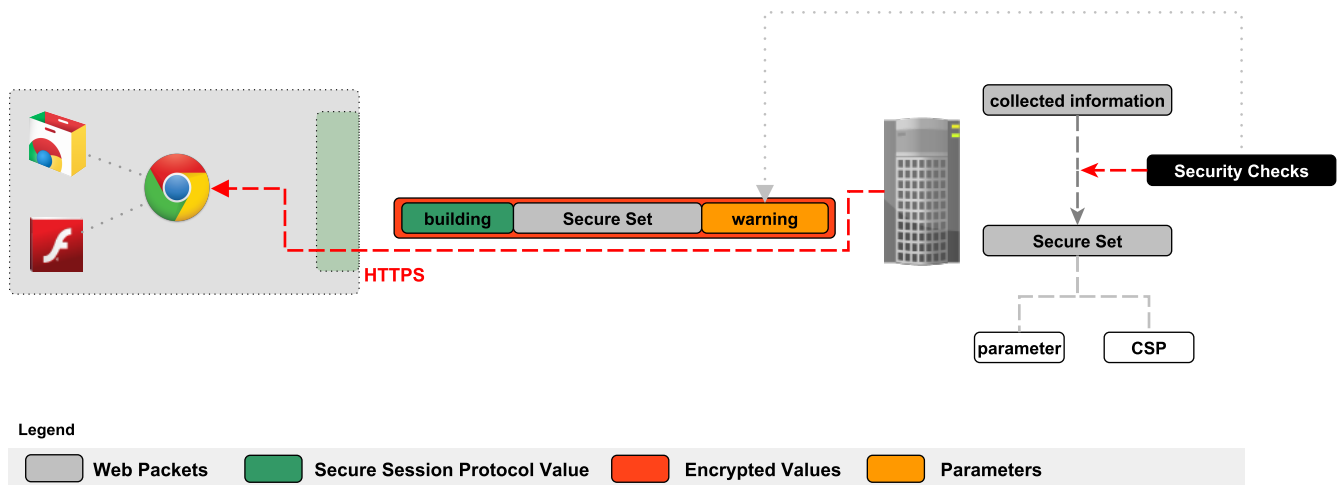 collected information
Security Checks
building
Secure Set
warning
Secure Set
HTTPS
parameter
CSP
Legend
Web Packets
Secure Session Protocol Value
Encrypted Values
Parameters